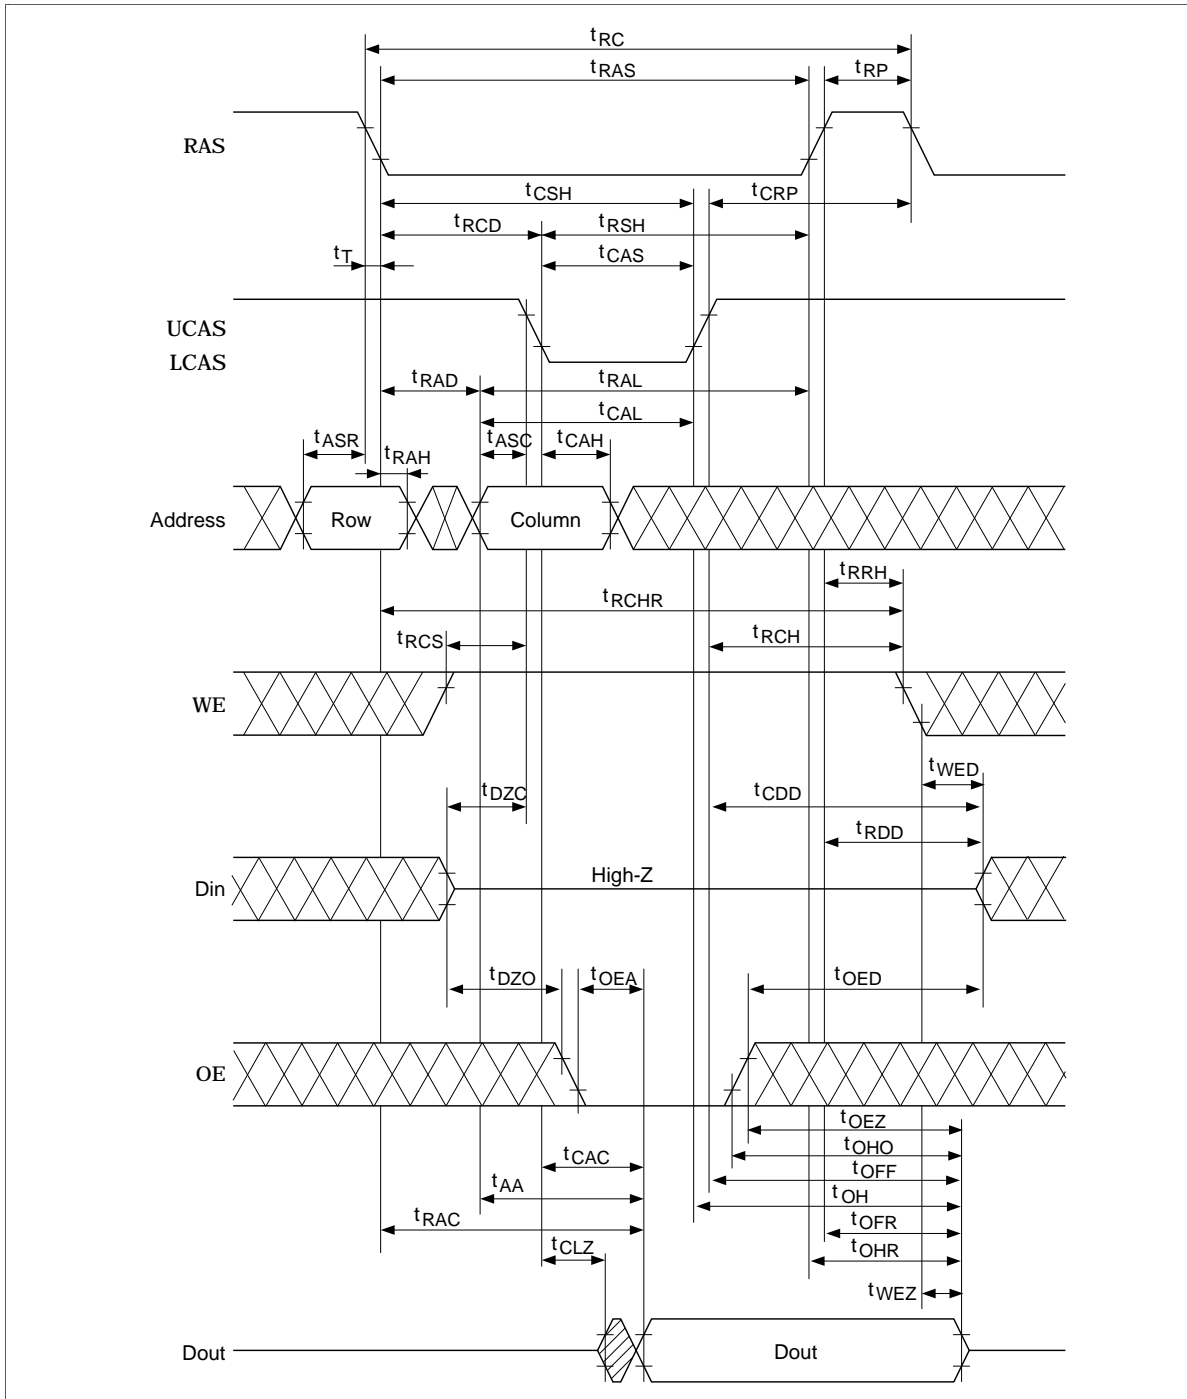 tRC
tRAS
tRP
RAS
tCSH
tCRP
tRCD
tRSH
tT
tCAS
UCAS
LCAS
tRAD
tRAL
tCAL
tASR
tASC
tCAH
tRAH
Address
Row
Column
tRRH
tRCHR
tRCS
tRCH
WE
tWED
tDZC
tCDD
tRDD
Din
High-Z
tDZO
tOEA
tOED
OE
tOEZ
tOHO
tCAC
tOFF
tAA
tOH
tRAC
tOFR
tCLZ
tOHR
tWEZ
Dout
Dout